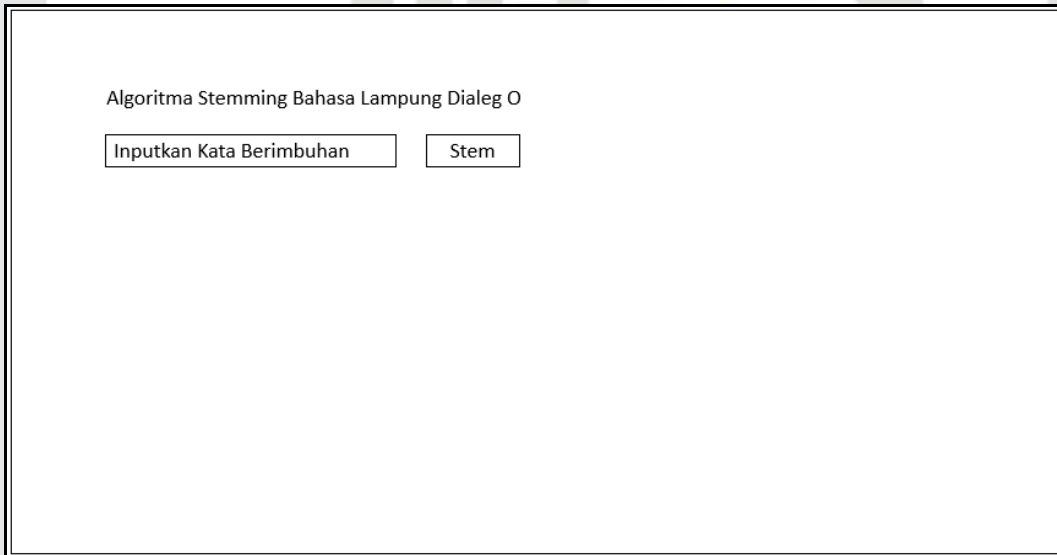 Algoritma Stemming Bahasa Lampung Dialeg O
Inputkan Kata Berimbuhan Stem